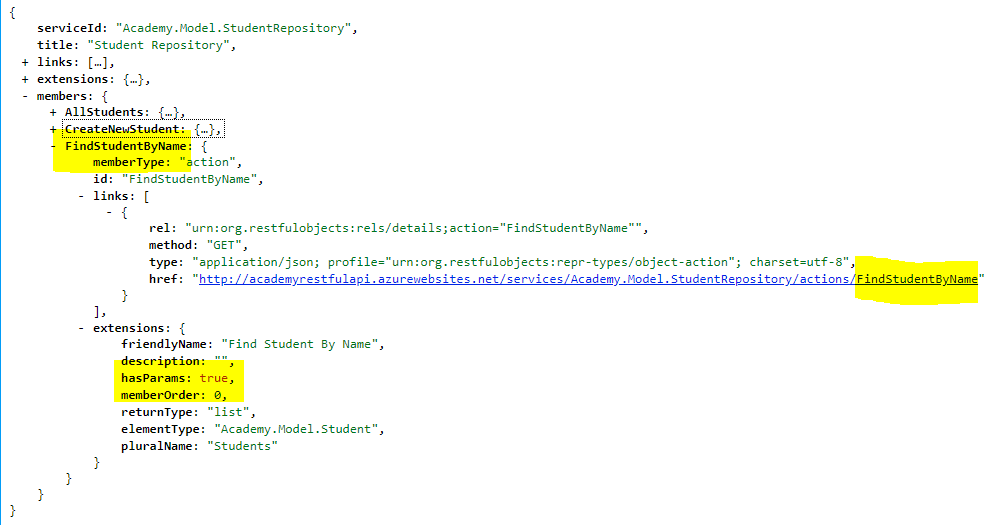 {
serviceId: "Academy.Model.StudentRepository",
title: "Student Repository",
+ links: […],
+ extensions: {…},
- members: {
+ AllStudents: {…},
+ CreateNewStudent: {…},
- FindStudentByName: {
memberType: "action",
id: "FindStudentByName",
- links: [
- {
rel: "urn:org.restfulobjects:rels/details;action="FindStudentByName"",
method: "GET",
type: "application/json; profile="urn:org.restfulobjects:repr-types/object-action"; charset=utf-8",
href: "http://academyrestfulapi.azurewebsites.net/services/Academy.Model.StudentRepository/actions/FindStudentByName"
}
],
- extensions: {
friendlyName: "Find Student By Name",
description: "",
hasParams: true,
memberOrder: 0,
returnType: "list",
elementType: "Academy.Model.Student",
pluralName: "Students"
}
}
}
}